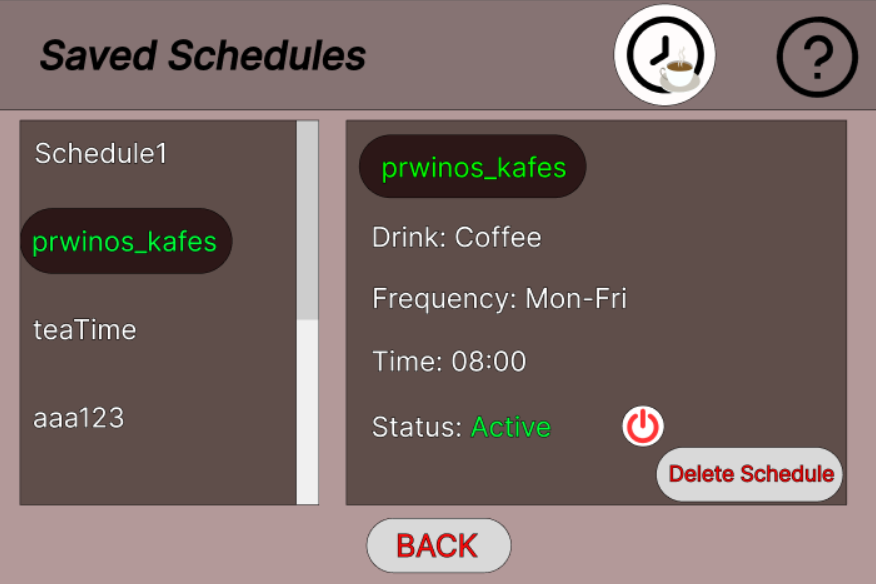 Saved Schedules
Schedule1
prwinos_kafes
teaTime
aaa123
prwinos_kafes
Drink: Coffee
Frequency: Mon-Fri
Time: 08:00
Status: Active
Delete Schedule
BACK